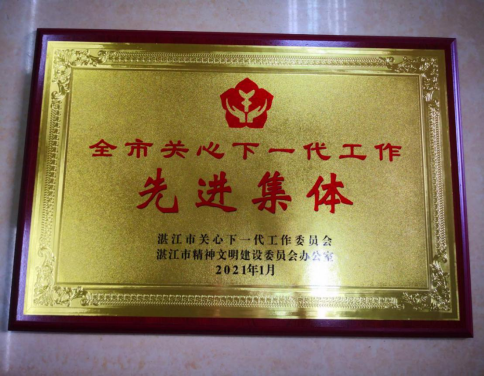 全市关心下一代工作
先进集体
湛江市关心下一代工作委员会
湛江市精神文明建设委员会办公室
2021年1月